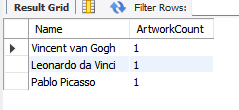 Result Grid Filter Rows:
Name ArtworkCount
Vincent van Gogh 1
Leonardo da Vinci 1
Pablo Picasso 1